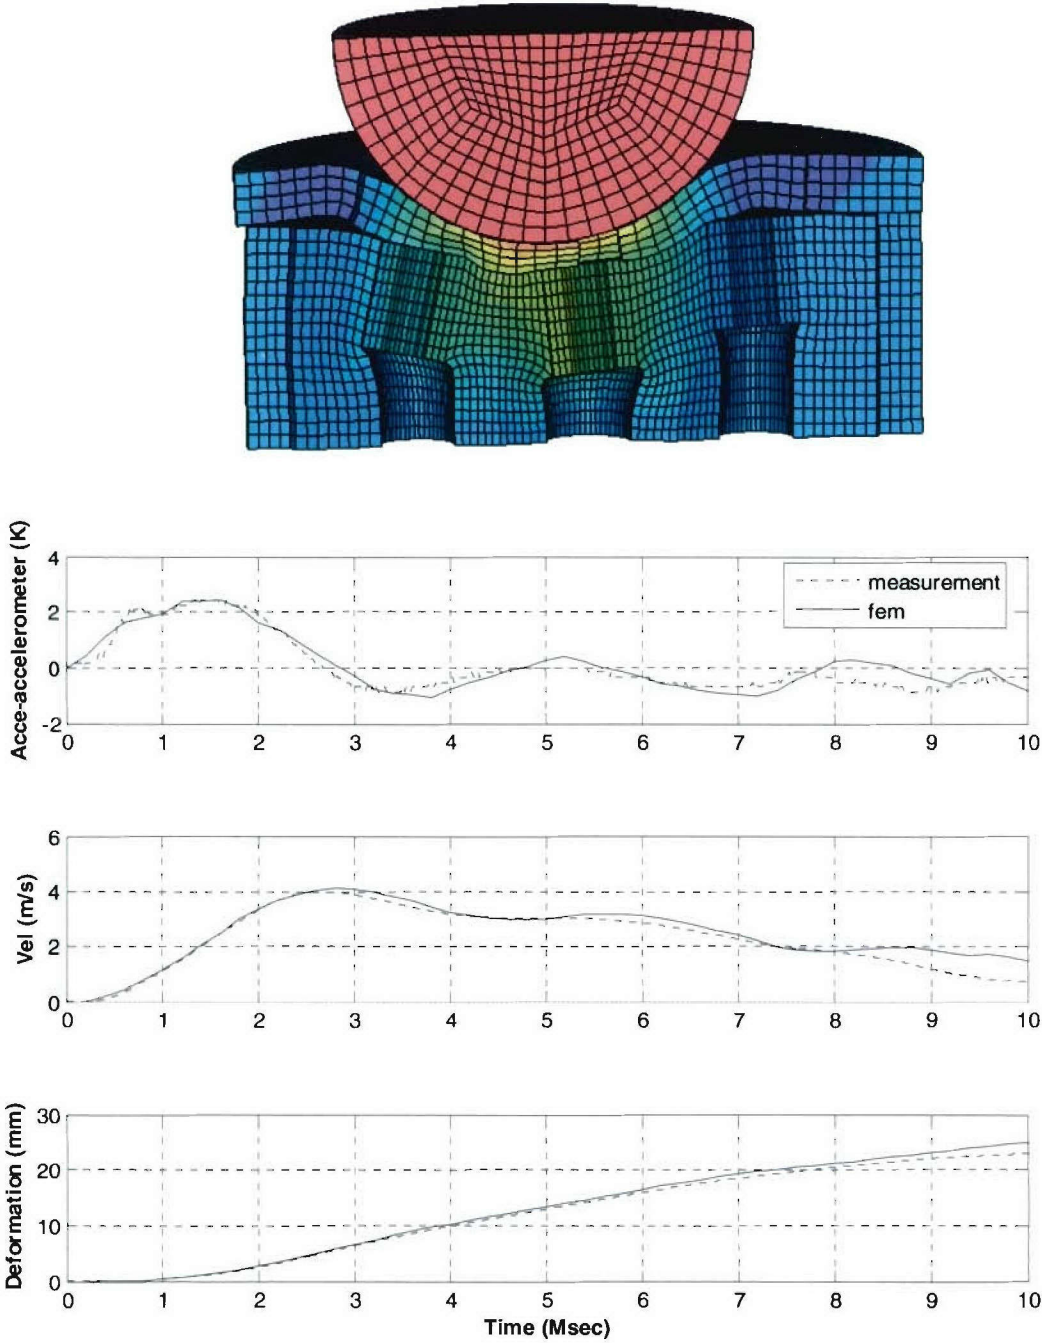 Acce-accelerometer (K)
4
2
0
-2
0 1 2 3 4 5 6 7 8 9 10
measurement
fem
Vel (m/s)
6
4
2
0
0 1 2 3 4 5 6 7 8 9 10
Deformation (mm)
30
20
10
0
0 1 2 3 4 5 6 7 8 9 10
Time (Msec)